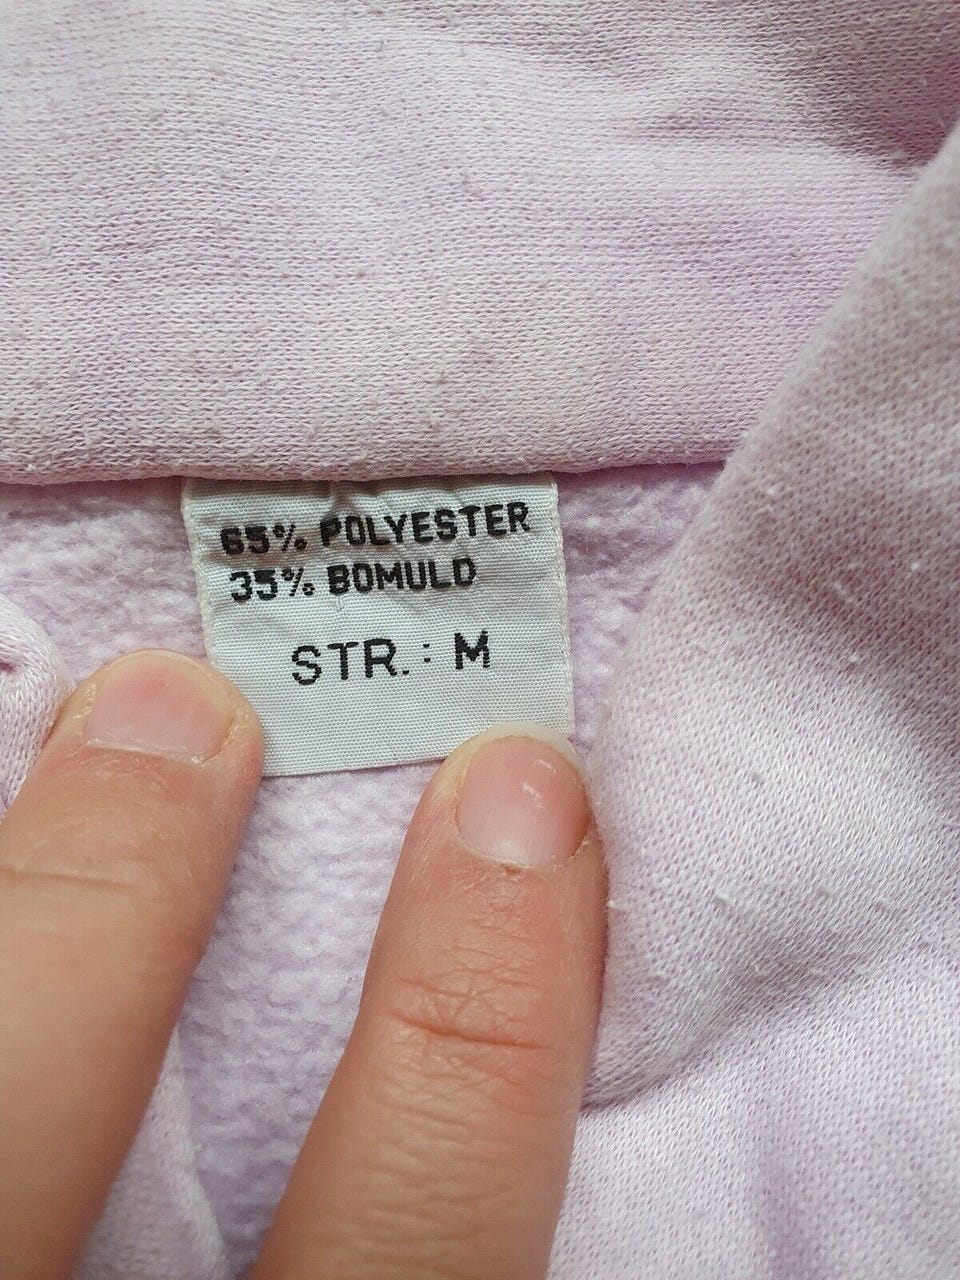 65% POLYESTER
35% BOMULD
STR.: M